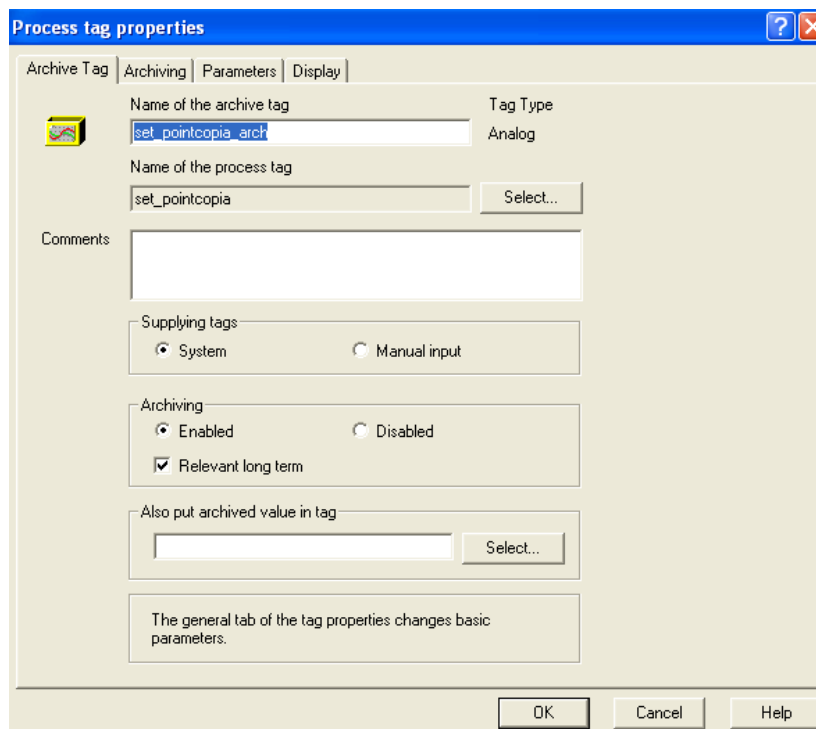 Process tag properties
Archive Tag Archiving Parameters Display
Name of the archive tag Tag Type
set_pointcopia_arch Analog
Name of the process tag
set_pointcopia Select...
Comments
Supplying tags
System Manual input
Archiving
Enabled Disabled
Relevant long term
Also put archived value in tag
Select...
The general tab of the tag properties changes basic
parameters.
OK Cancel Help